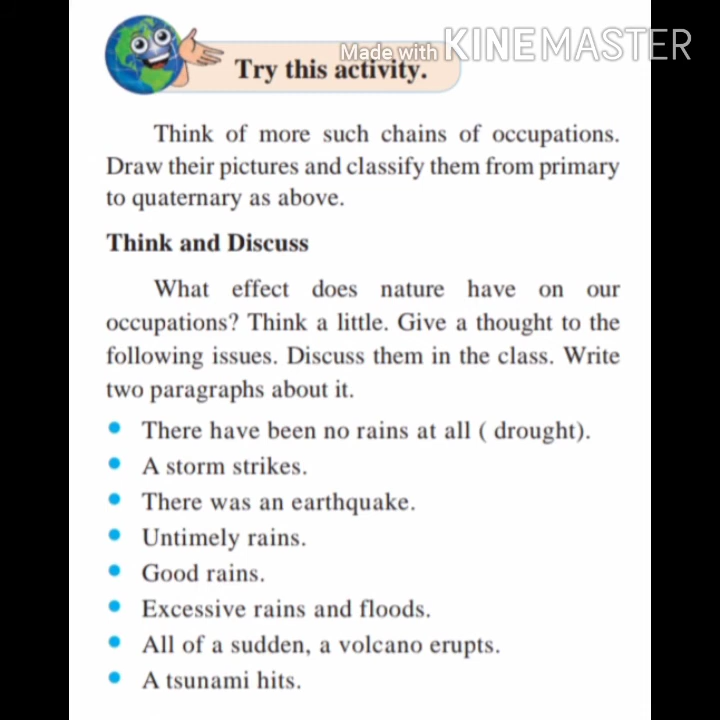 Made with KINEMASTER
Try this activity.
Think of more such chains of occupations.
Draw their pictures and classify them from primary
to quaternary as above.
Think and Discuss
What effect does nature have on our
occupations? Think a little. Give a thought to the
following issues. Discuss them in the class. Write
two paragraphs about it.
• There have been no rains at all ( drought).
• A storm strikes.
• There was an earthquake.
• Untimely rains.
• Good rains.
• Excessive rains and floods.
• All of a sudden, a volcano erupts.
• A tsunami hits.